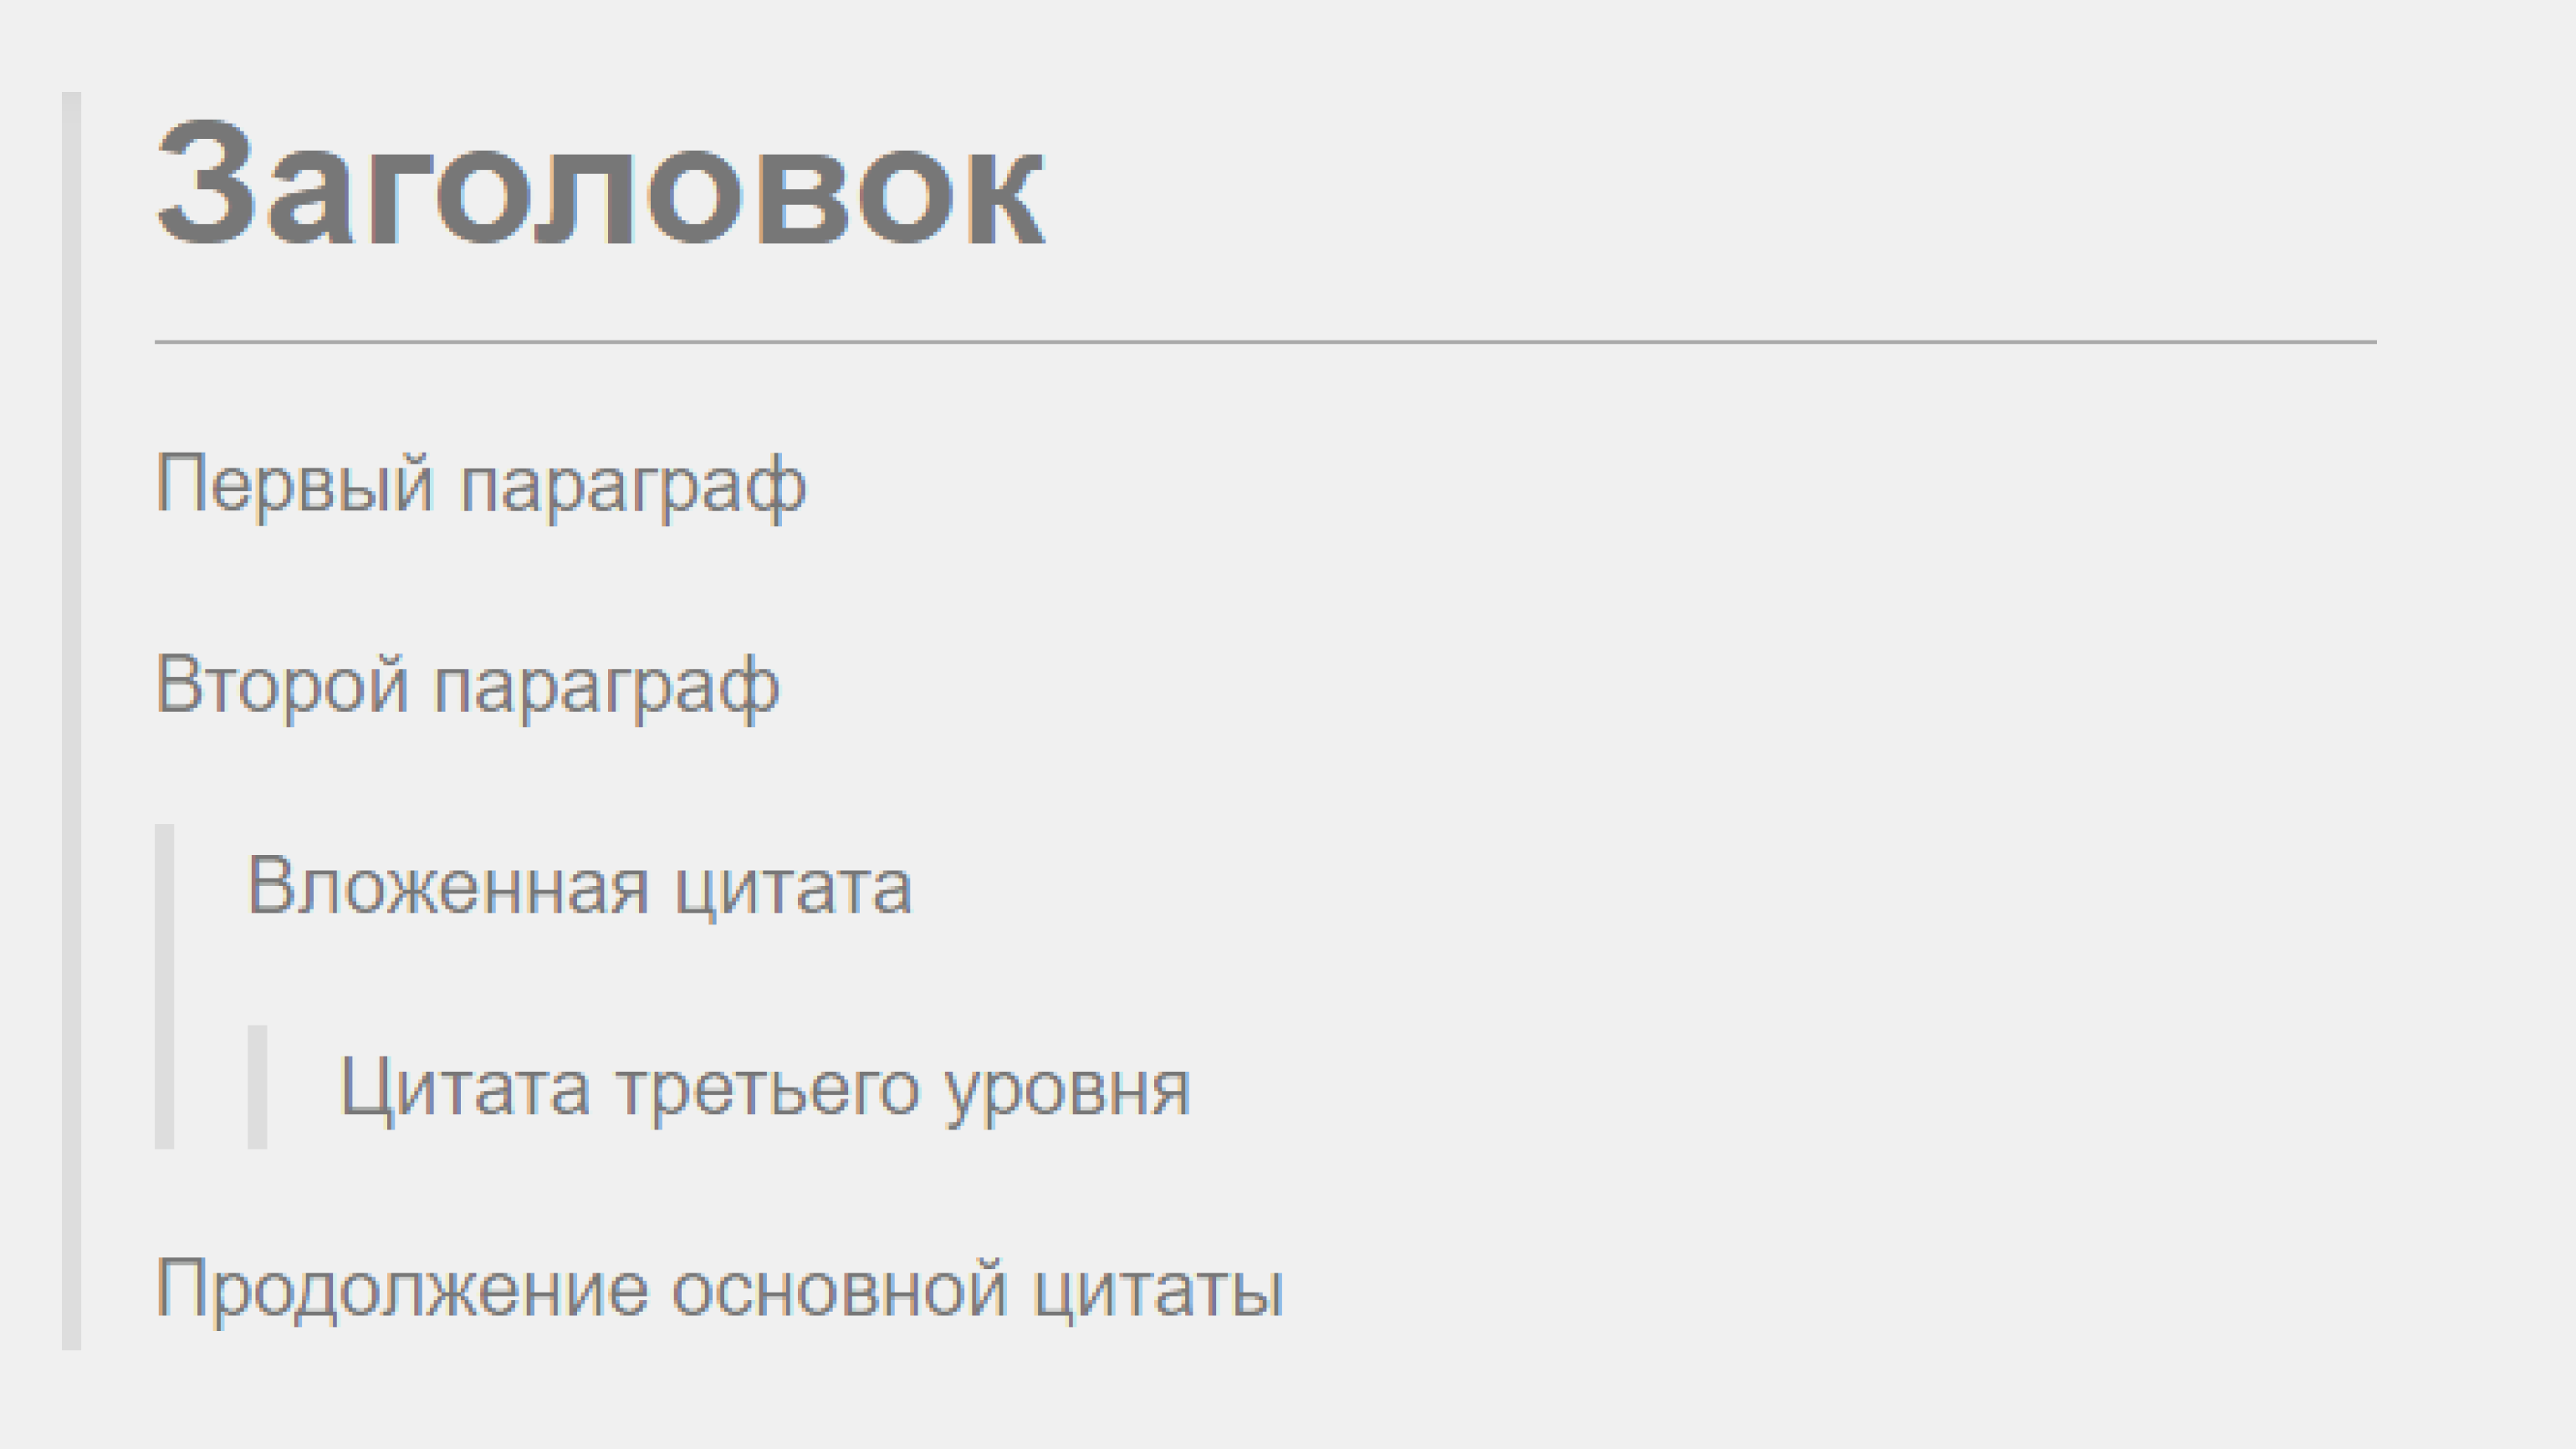 Заголовок
Первый параграф
Второй параграф
Вложенная цитата
Цитата третьего уровня
Продолжение основной цитаты